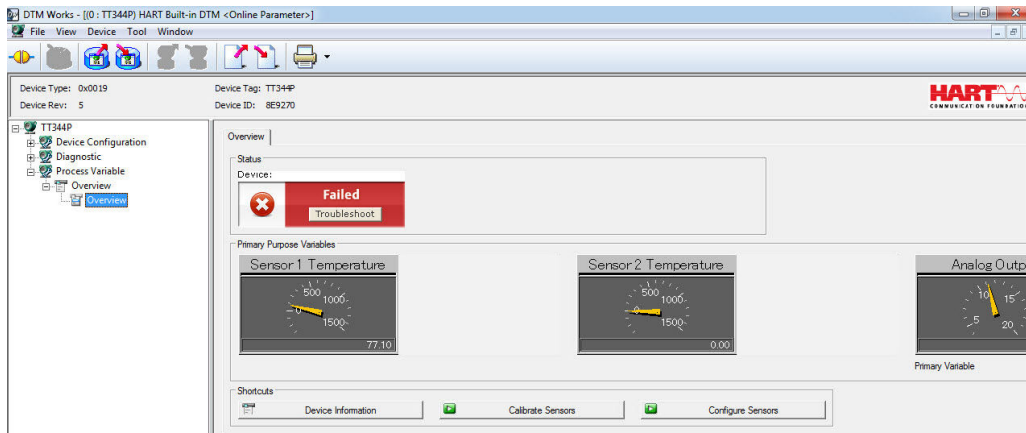 DTM Works - [(0 : TT344P) HART Built-in DTM <Online Parameter>]
File View Device Tool Window
Device Type: 0x0019 Device Tag: TT344P
Device Rev: 5 Device ID: 8E9270
HART
COMMUNICATION FOUNDATION
TT344P
Device Configuration
Diagnostic
Process Variable
Overview
Overview
Overview
Status
Device:
Failed
Troubleshoot
Primary Purpose Variables
Sensor 1 Temperature
500
1000
0
1500
77.10
Sensor 2 Temperature
500
1000
0
1500
0.00
Analog Outp
10 15
5 20
Primary Variable
Shortcuts
Device Information Calibrate Sensors Configure Sensors